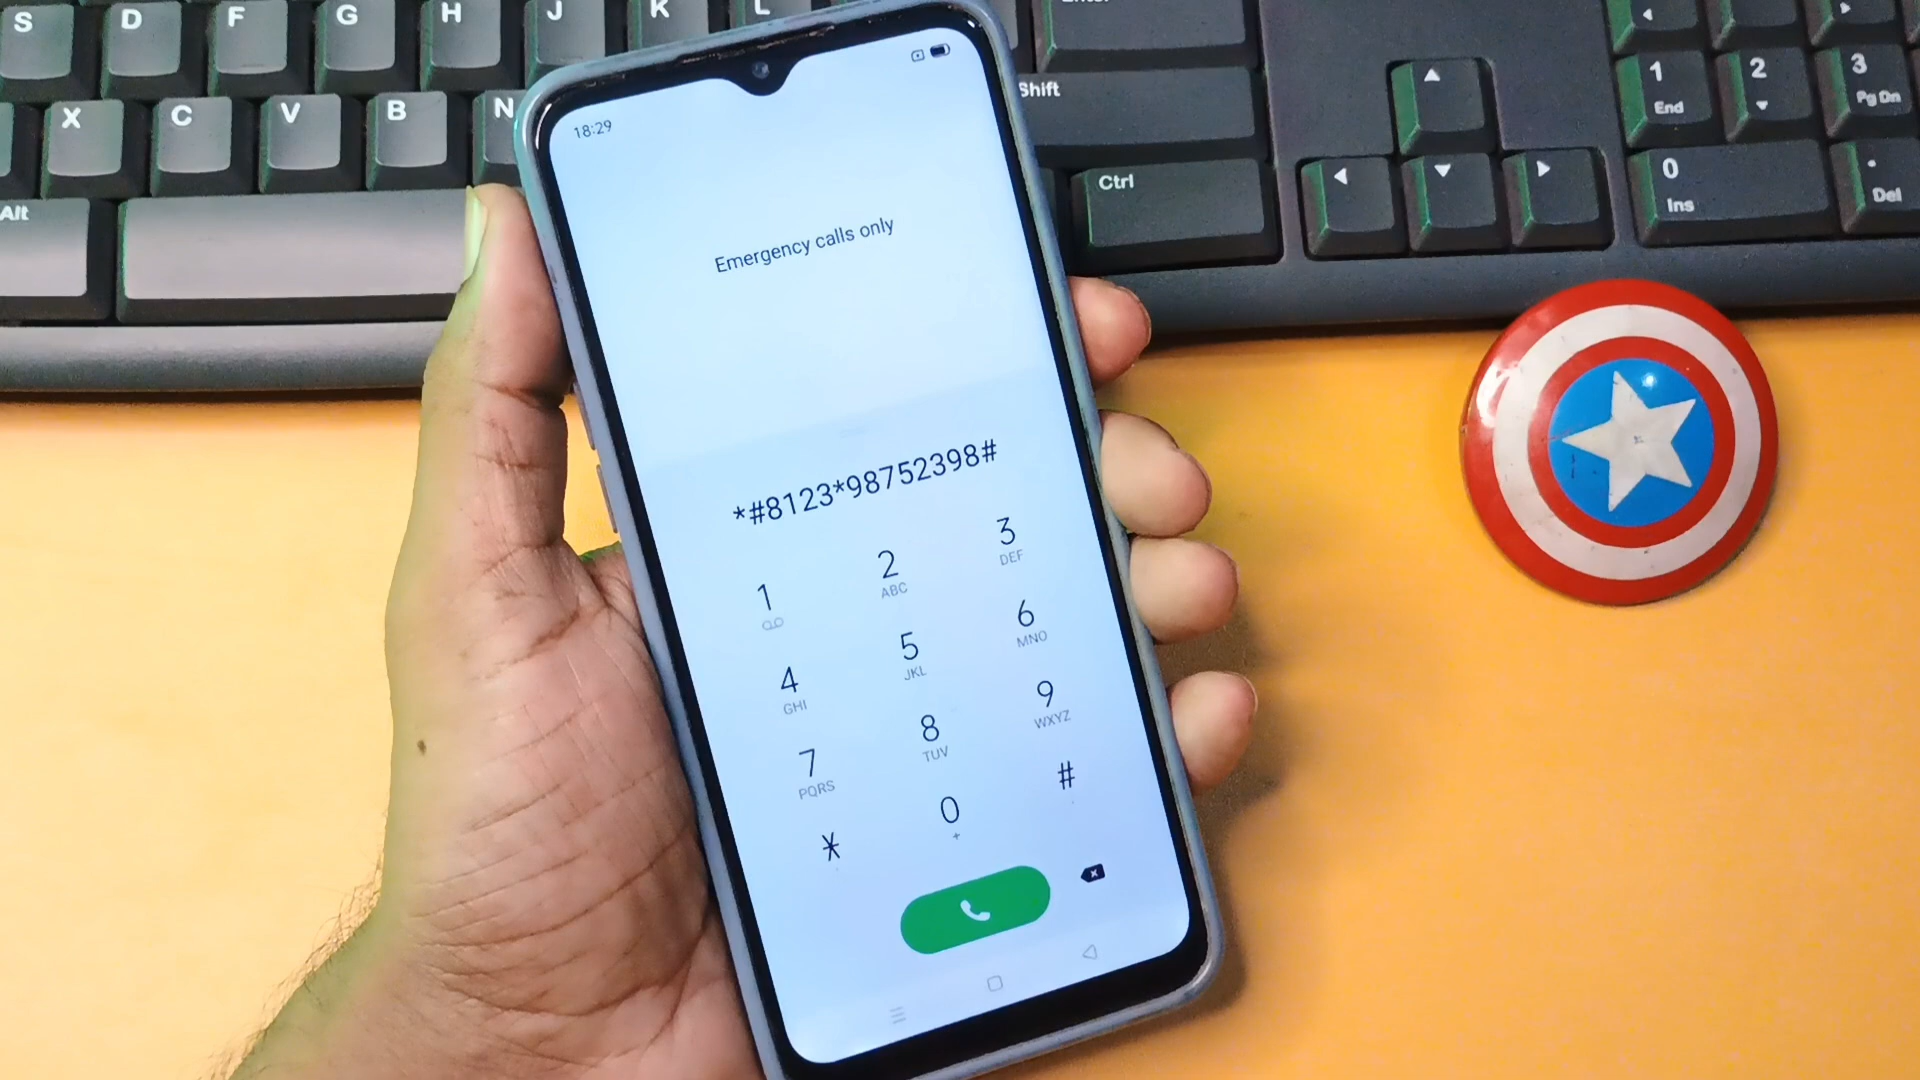 S D F G H J K L
X C V B N
Shift
Alt
Ctrl
1 2 3
End
Pg Dn
0
Ins
Del
18:29
Emergency calls only
*#8123*98752398#
1 2 3
ABC DEF
4 5 6
GHI JKL MNO
7 8 9
PQRS TUV WXYZ
* 0 #
+